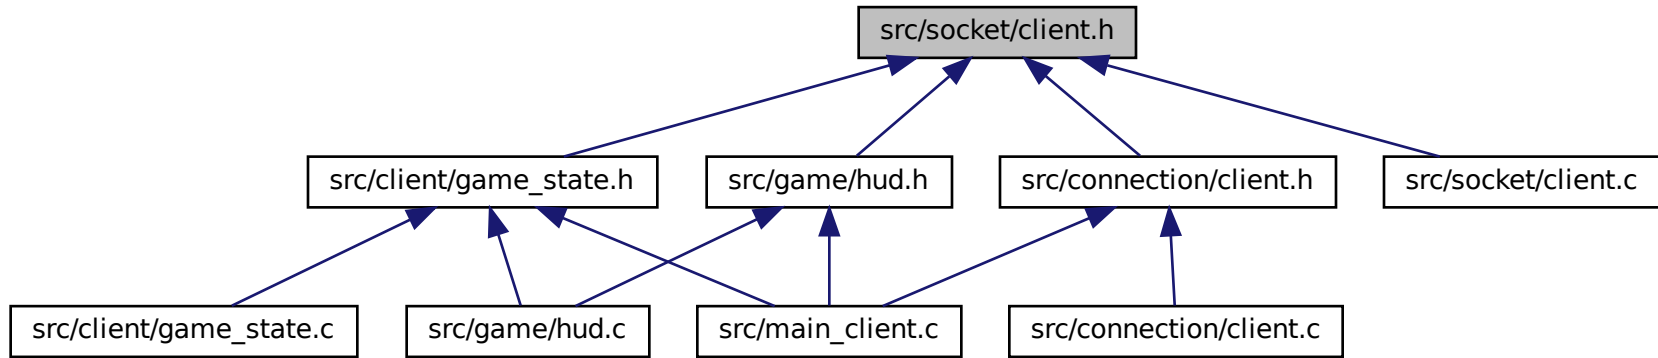 src/socket/client.h
src/client/game_state.h
src/game/hud.h
src/connection/client.h
src/socket/client.c
src/client/game_state.c
src/game/hud.c
src/main_client.c
src/connection/client.c